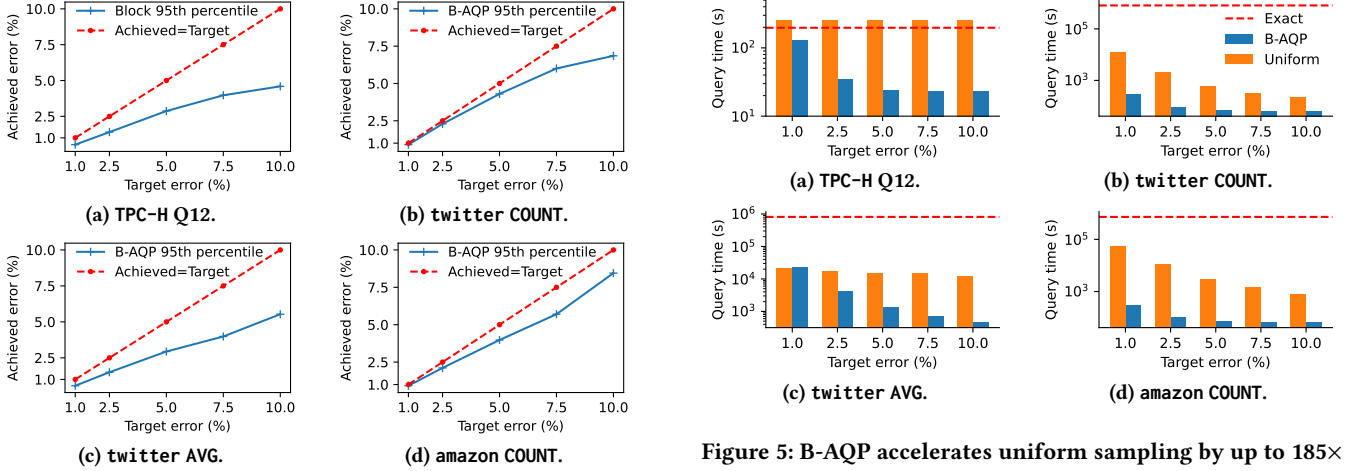 10.0
7.5
5.0
2.5
1.0
Achieved error (%)
Block 95th percentile
Achieved=Target
1.0 2.5 5.0 7.5 10.0
Target error (%)
(a) TPC-H Q12.
10.0
7.5
5.0
2.5
1.0
Achieved error (%)
B-AQP 95th percentile
Achieved=Target
1.0 2.5 5.0 7.5 10.0
Target error (%)
(b) twitter COUNT.
10.0
7.5
5.0
2.5
1.0
Achieved error (%)
B-AQP 95th percentile
Achieved=Target
1.0 2.5 5.0 7.5 10.0
Target error (%)
(c) twitter AVG.
10.0
7.5
5.0
2.5
1.0
Achieved error (%)
B-AQP 95th percentile
Achieved=Target
1.0 2.5 5.0 7.5 10.0
Target error (%)
(d) amazon COUNT.
10²
10¹
Query time (s)
1.0 2.5 5.0 7.5 10.0
Target error (%)
(a) TPC-H Q12.
10⁵
10³
Query time (s)
Exact
B-AQP
Uniform
1.0 2.5 5.0 7.5 10.0
Target error (%)
(b) twitter COUNT.
10⁶
10⁵
10⁴
10³
Query time (s)
1.0 2.5 5.0 7.5 10.0
Target error (%)
(c) twitter AVG.
10⁵
10³
Query time (s)
1.0 2.5 5.0 7.5 10.0
Target error (%)
(d) amazon COUNT.
Figure 5: B-AQP accelerates uniform sampling by up to 185×